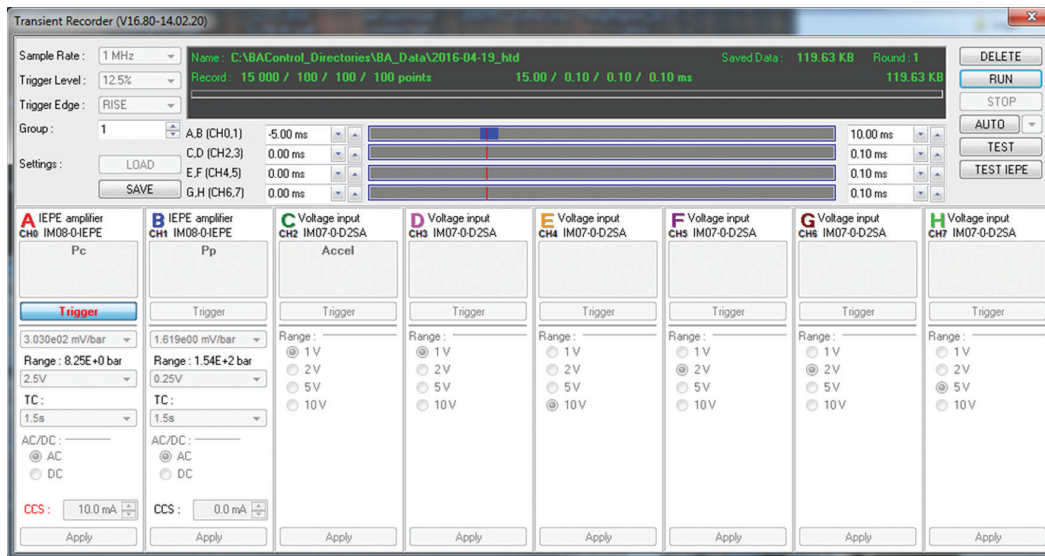 Transient Recorder (V16.80-14.02.20)
Sample Rate : 1 MHz
Trigger Level : 12.5%
Trigger Edge : RISE
Group : 1
Settings : LOAD
SAVE
Name : C:\BAControl_Directories\BA_Data\2016-04-19_htd Saved Data : 119.63 KB Round : 1
Record : 15 000 / 100 / 100 / 100 points 15.00 / 0.10 / 0.10 / 0.10 ms 119.63 KB
A,B (CH0,1) -5.00 ms 10.00 ms
C,D (CH2,3) 0.00 ms 0.10 ms
E,F (CH4,5) 0.00 ms 0.10 ms
G,H (CH6,7) 0.00 ms 0.10 ms
DELETE
RUN
STOP
AUTO
TEST
TEST IEPE
A IEPE amplifier
CH0 IM08-0-IEPE
Pc
Trigger
3.030e02 mV/bar
Range : 8.25E+0 bar
2.5V
TC :
1.5s
AC/DC :
AC
DC
CCS : 10.0 mA
Apply
B IEPE amplifier
CH1 IM08-0-IEPE
Pp
Trigger
1.619e00 mV/bar
Range : 1.54E+2 bar
0.25V
TC :
1.5s
AC/DC :
AC
DC
CCS : 0.0 mA
Apply
C Voltage input
CH2 IM07-0-D2SA
Accel
Trigger
Range :
1 V
2 V
5 V
10 V
Apply
D Voltage input
CH3 IM07-0-D2SA
Trigger
Range :
1 V
2 V
5 V
10 V
Apply
E Voltage input
CH4 IM07-0-D2SA
Trigger
Range :
1 V
2 V
5 V
10 V
Apply
F Voltage input
CH5 IM07-0-D2SA
Trigger
Range :
1 V
2 V
5 V
10 V
Apply
G Voltage input
CH6 IM07-0-D2SA
Trigger
Range :
1 V
2 V
5 V
10 V
Apply
H Voltage input
CH7 IM07-0-D2SA
Trigger
Range :
1 V
2 V
5 V
10 V
Apply